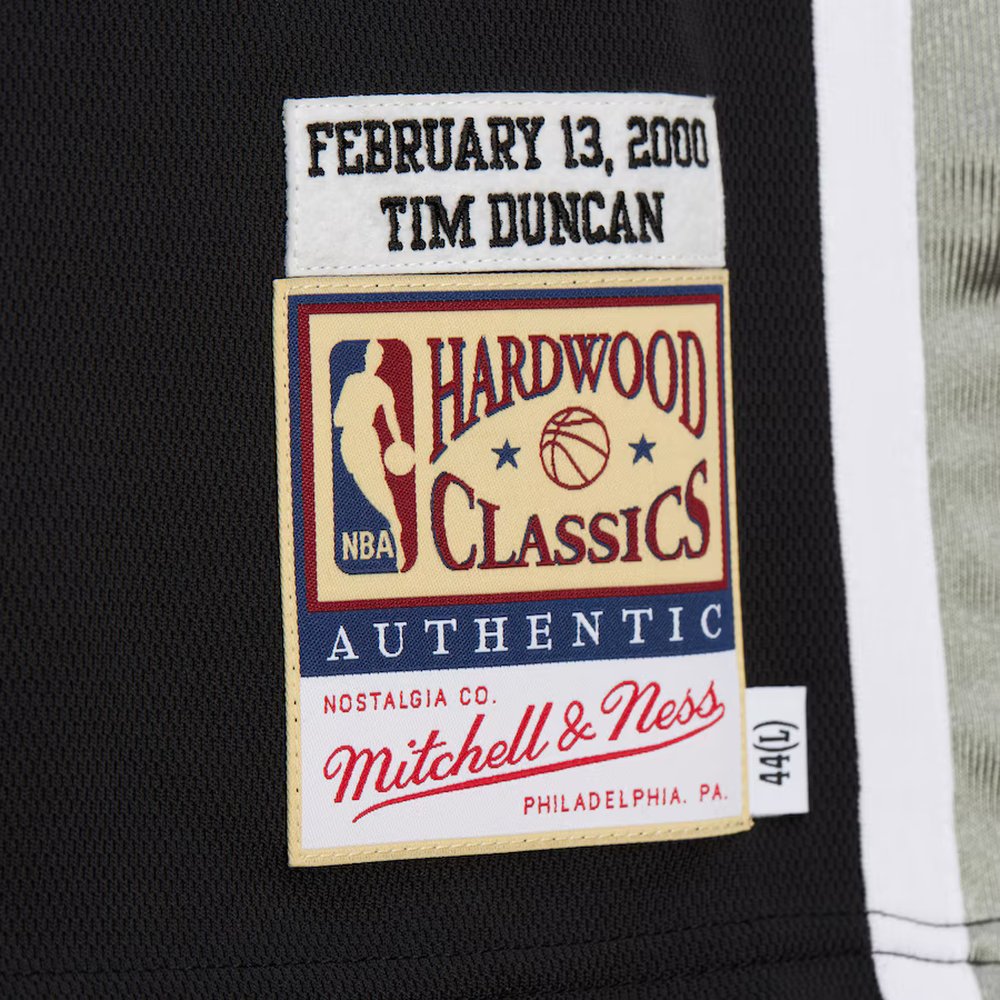 FEBRUARY 13, 2000
TIM DUNCAN
HARDWOOD
CLASSICS
NBA
AUTHENTIC
NOSTALGIA CO.
Mitchell & Ness
PHILADELPHIA. PA.
44(L)